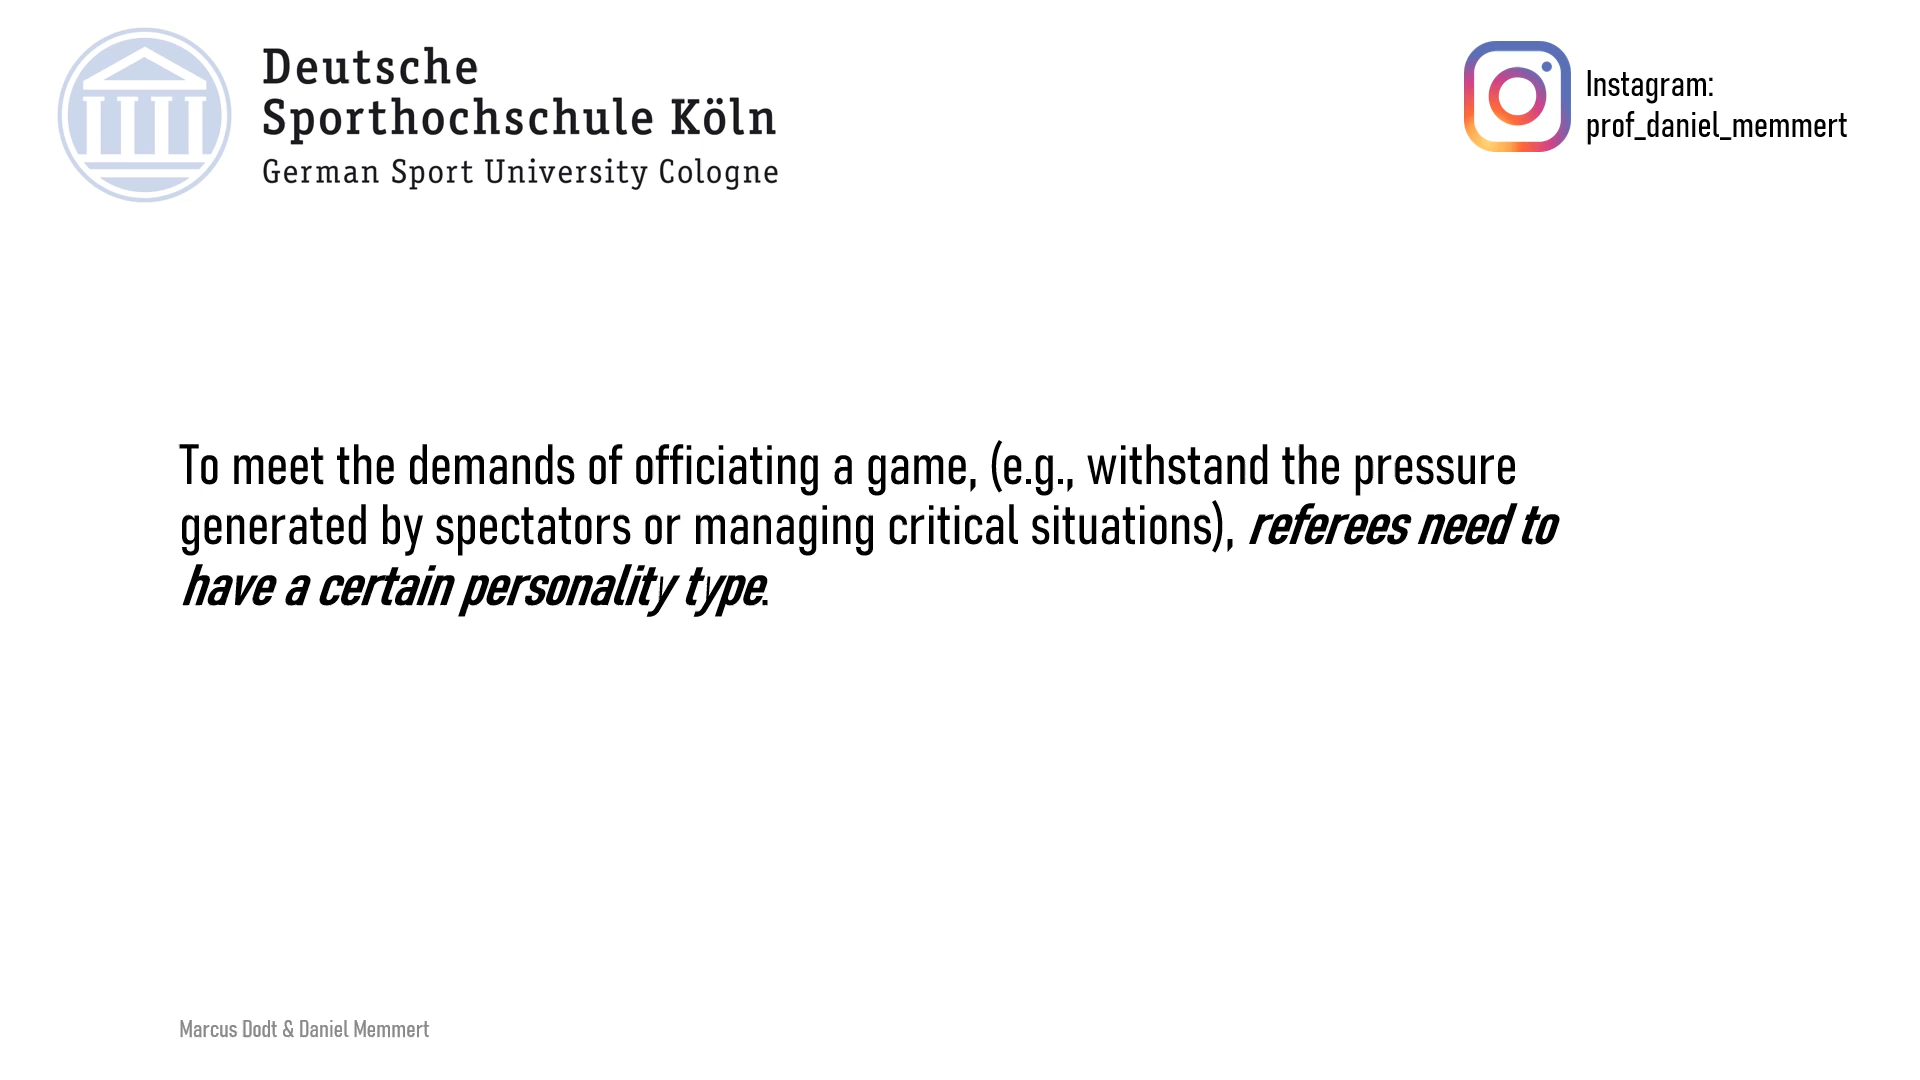 Deutsche
Sporthochschule Köln
German Sport University Cologne
Instagram:
prof_daniel_memmert
To meet the demands of officiating a game, (e.g., withstand the pressure
generated by spectators or managing critical situations), referees need to
have a certain personality type.
Marcus Dodt & Daniel Memmert